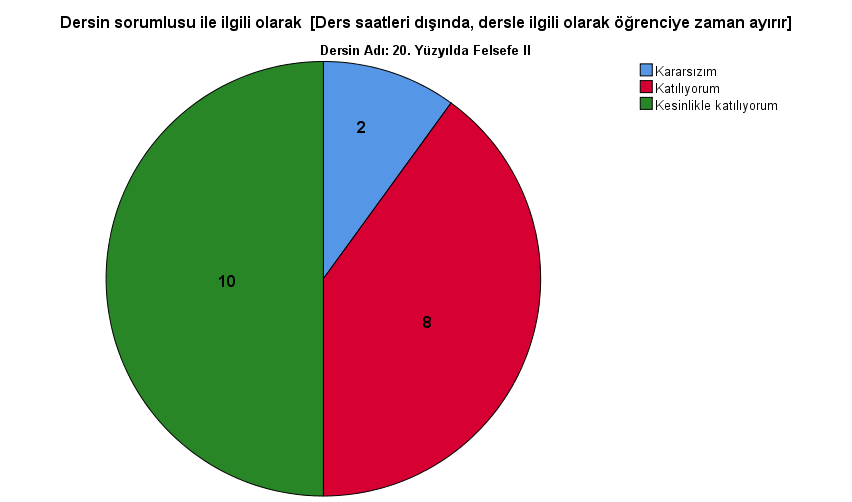 Dersin sorumlusu ile ilgili olarak  [Ders saatleri dışında, dersle ilgili olarak öğrenciye zaman ayırır]
Dersin Adı: 20. Yüzyılda Felsefe II
Kararsızım
Katılıyorum
Kesinlikle katılıyorum
2
10
8